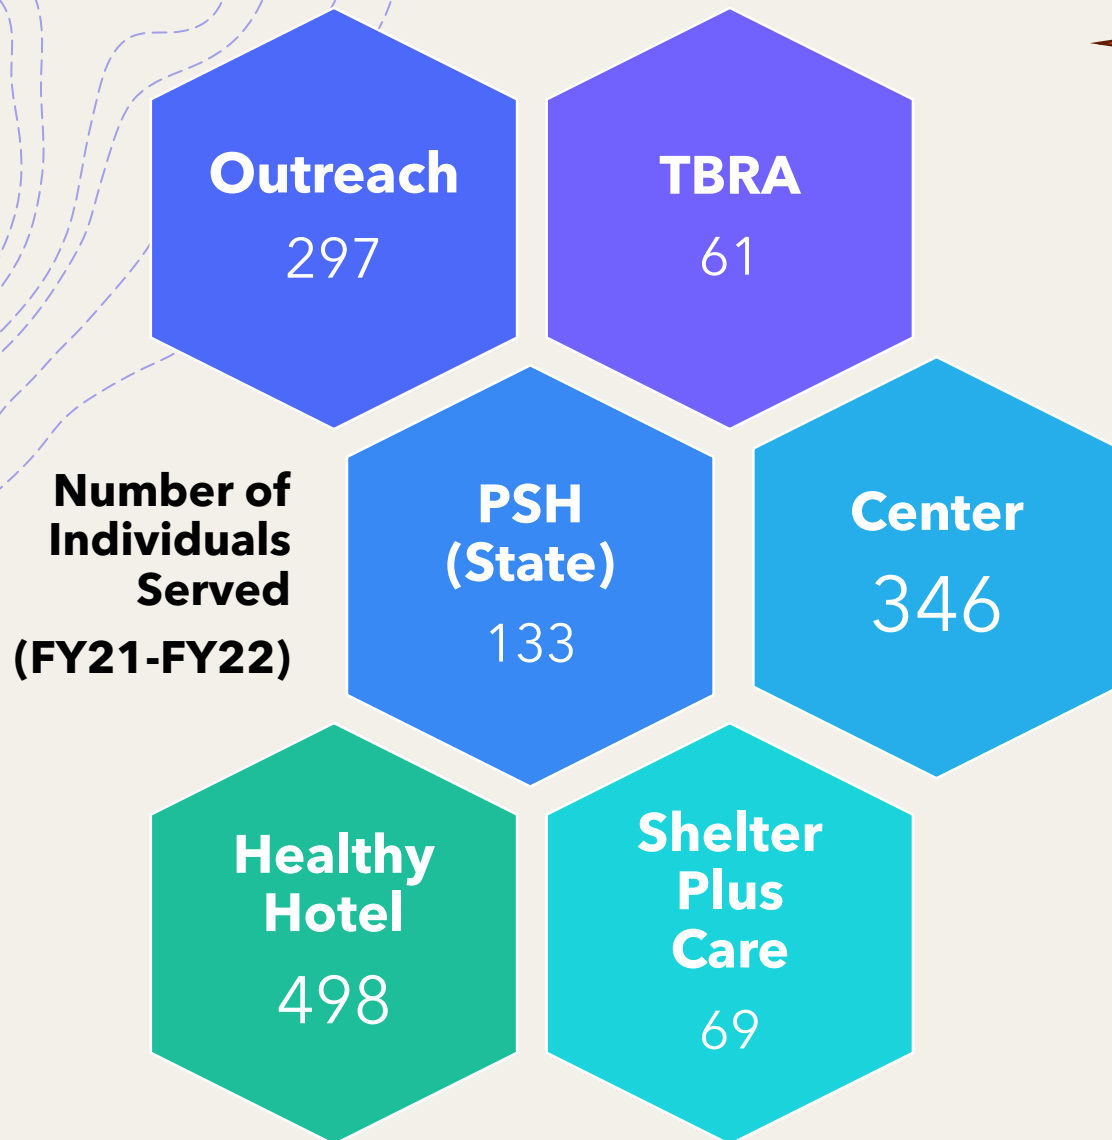 Outreach
297
TBRA
61
Number of
Individuals
Served
(FY21-FY22)
PSH
(State)
133
Center
346
Healthy
Hotel
498
Shelter
Plus
Care
69